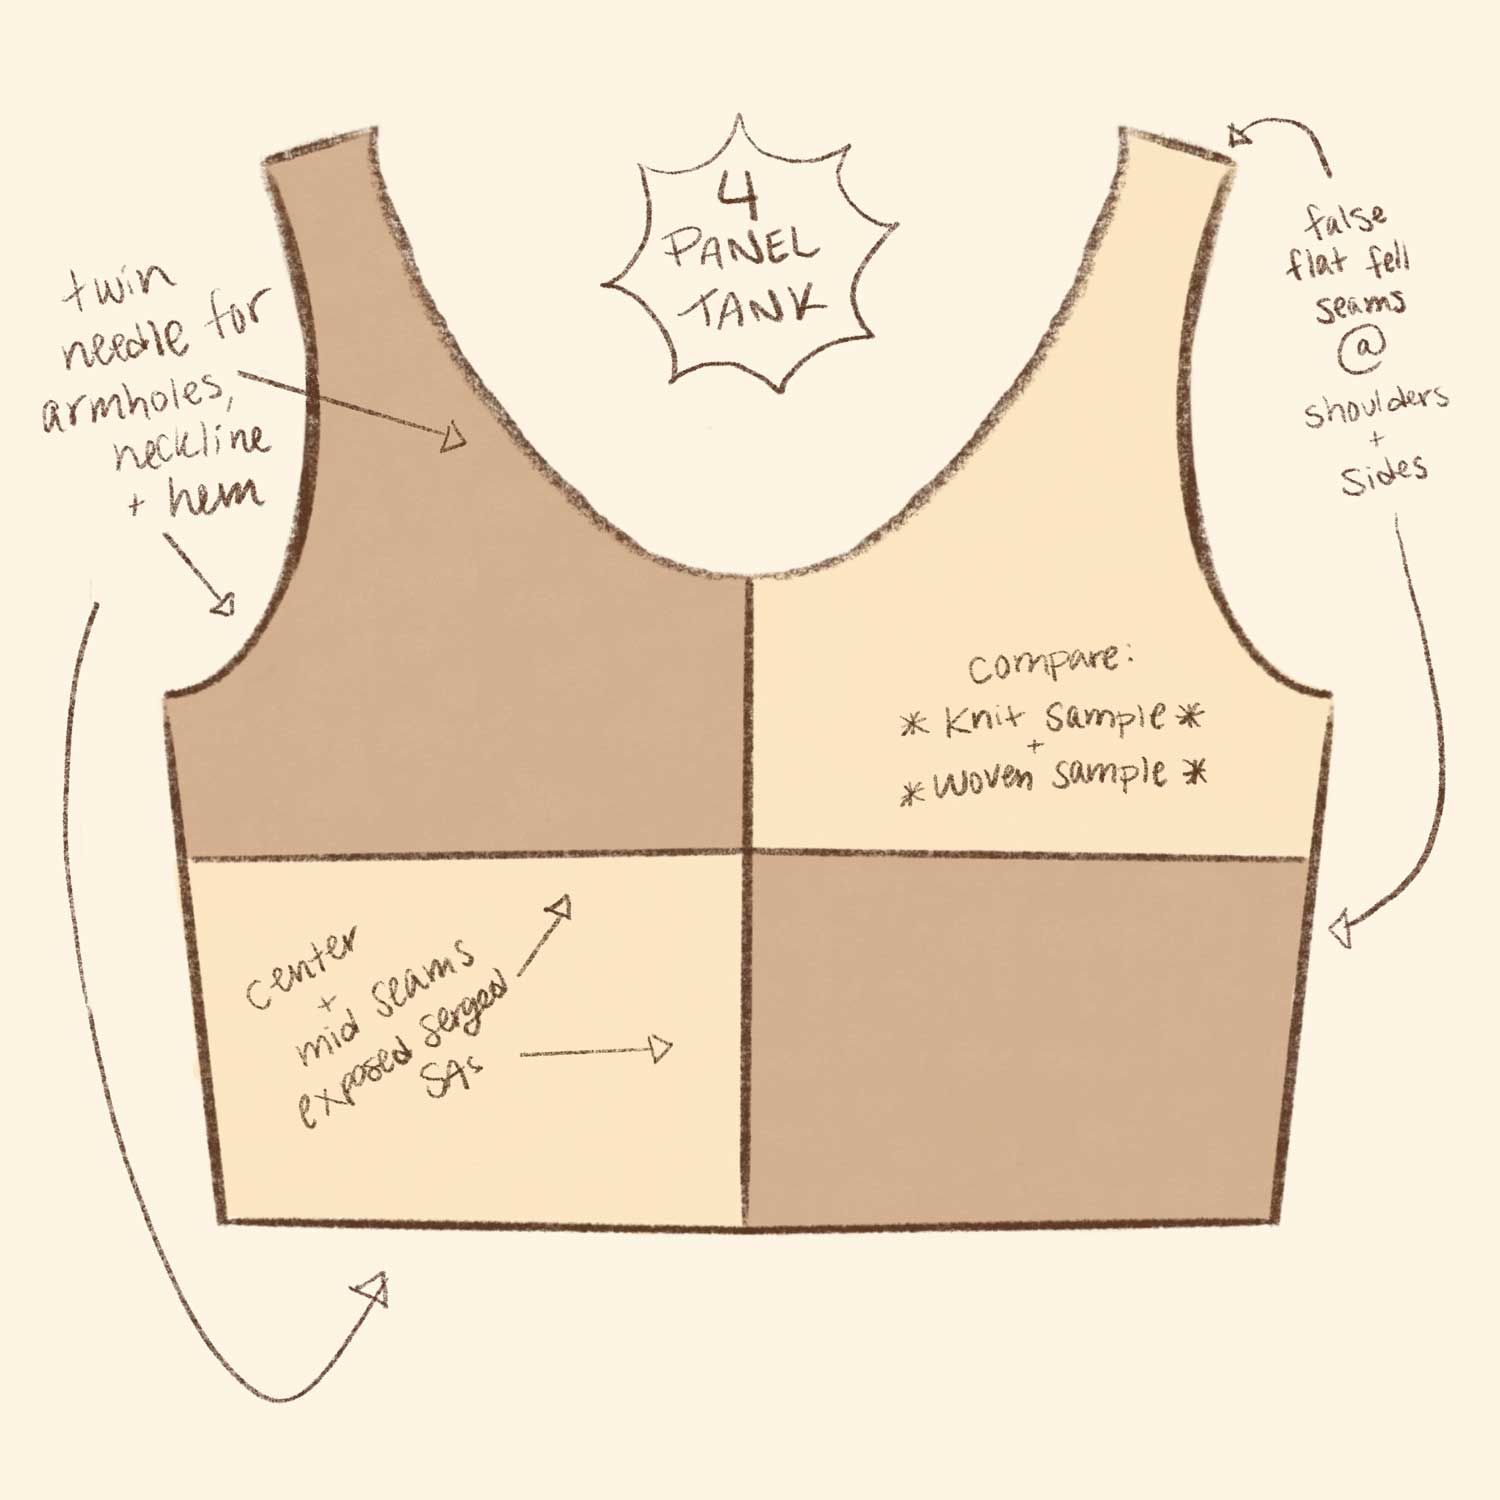 4
PANEL
TANK
twin
needle for
armholes,
neckline
+ hem
false
flat fell
seams
@
shoulders
+
sides
compare:
* Knit sample *
+
* Woven sample *
center
+
mid seams
exposed serged
SAs